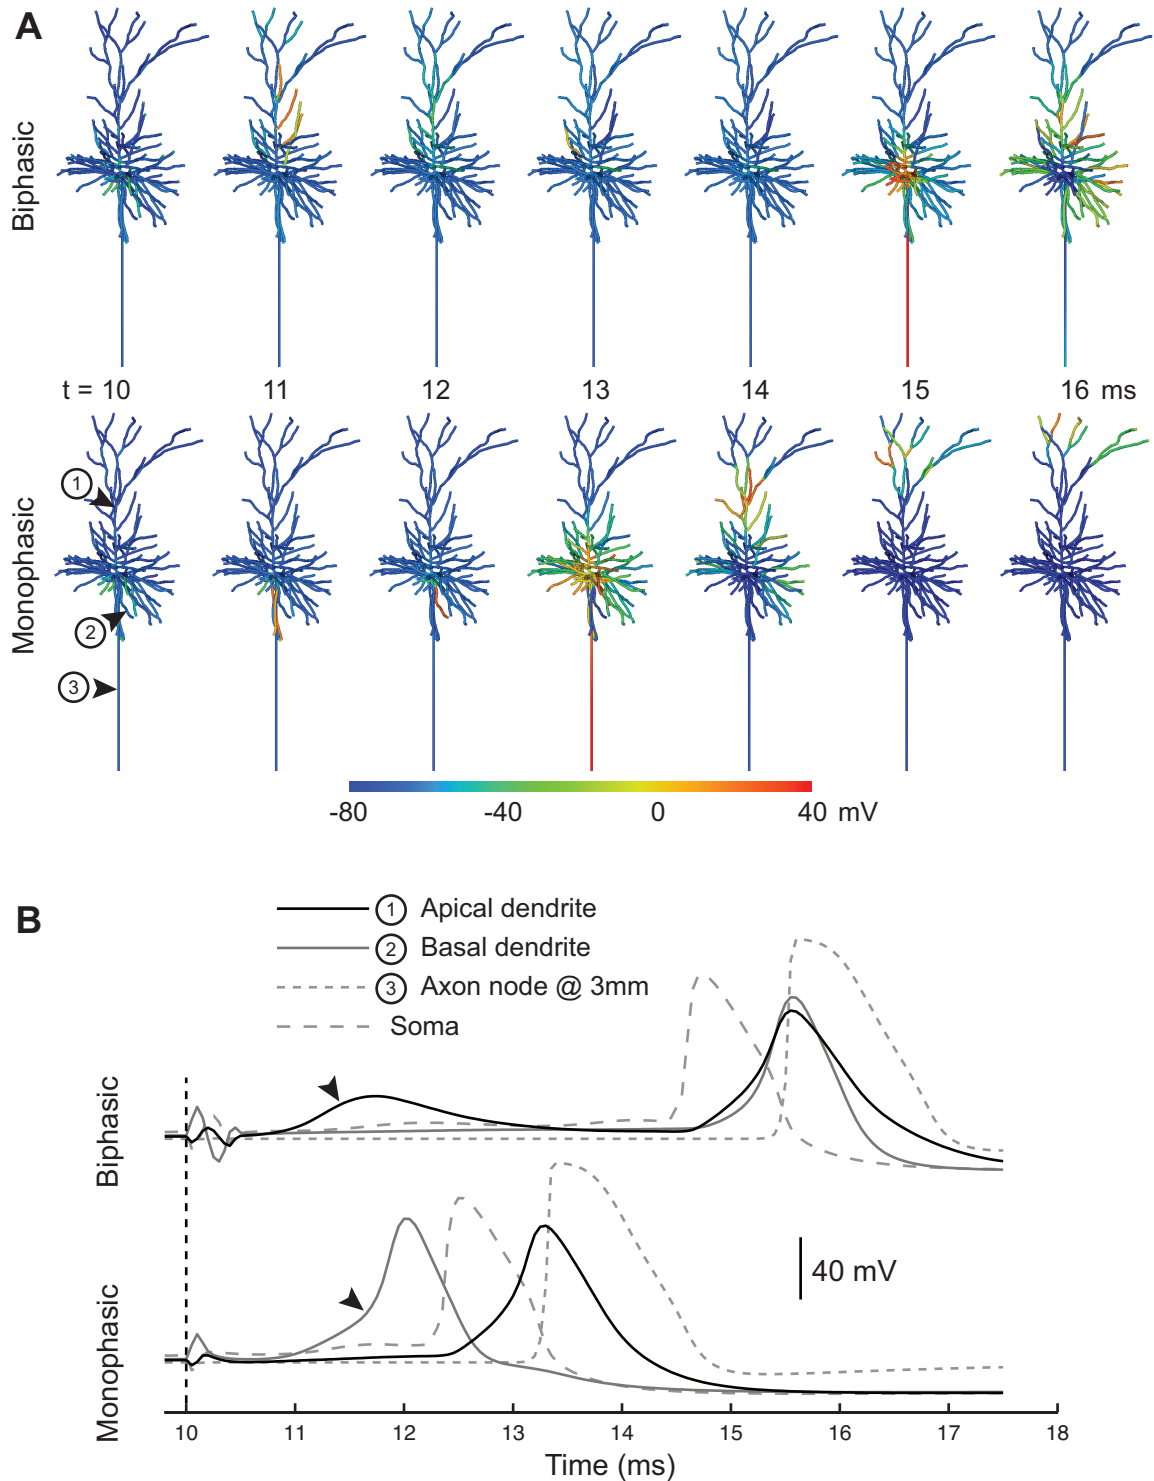 A
Biphasic
t = 10 11 12 13 14 15 16 ms
Monophasic
1
2
3
-80 -40 0 40 mV
B
1 Apical dendrite
2 Basal dendrite
3 Axon node @ 3mm
Soma
Biphasic
Monophasic
40 mV
10 11 12 13 14 15 16 17 18
Time (ms)